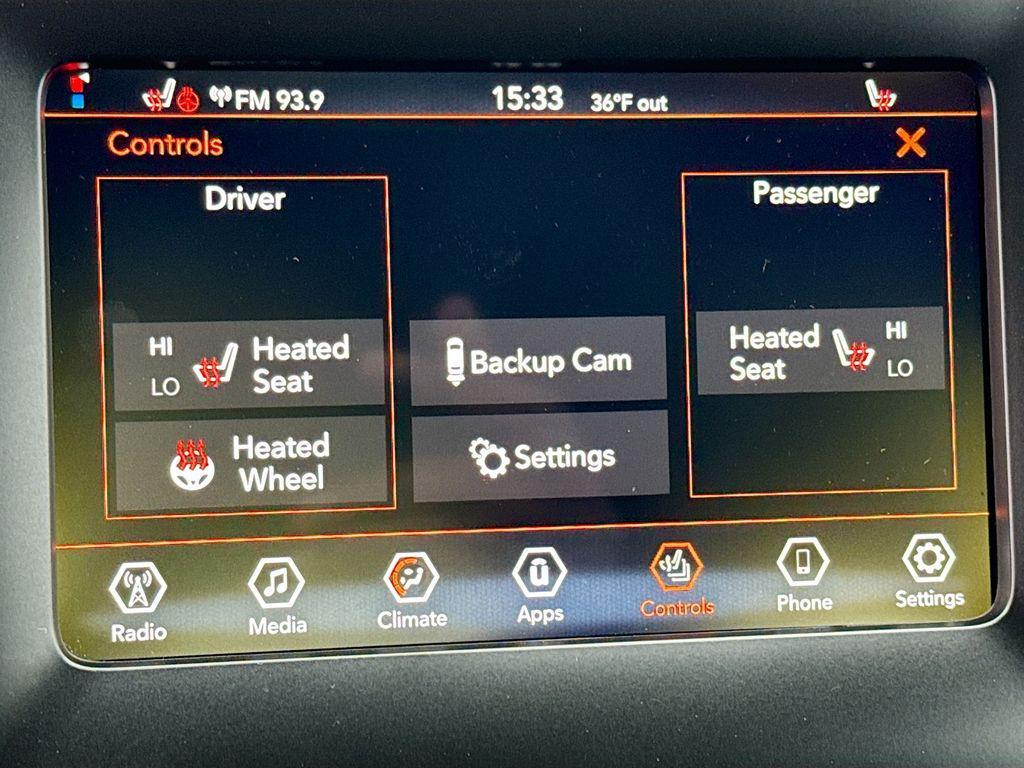 FM 93.9 15:33 36°F out
Controls
Driver
Passenger
HI
LO
Heated
Seat
Backup Cam
Heated
Seat
HI
LO
Heated
Wheel
Settings
Radio
Media
Climate
Apps
Controls
Phone
Settings